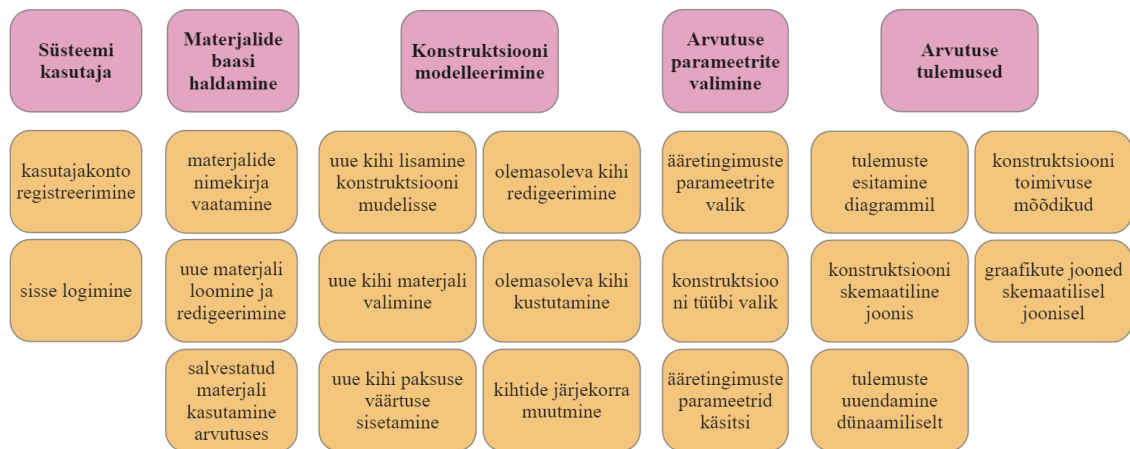 Süsteemi
kasutaja
Materjalide
baasi
haldamine
Konstruktsiooni
modelleerimine
Arvutuse
parameetrite
valimine
Arvutuse
tulemused
kasutajakonto
registreerimine
materjalide
nimekirja
vaatamine
uue kihi lisamine
konstruktsiooni
mudelisse
olemasoleva kihi
redigeerimine
ääretingimuste
parameetrite
valik
tulemuste
esitamine
diagrammil
konstruktsiooni
toimivuse
mõõdikud
sisse logimine
uue materjali
loomine ja
redigeerimine
uue kihi materjali
valimine
olemasoleva kihi
kustutamine
konstruktsioo
ni tüübi valik
konstruktsiooni
skemaatiline
joonis
graafikute jooned
skemaatilisel
joonisel
salvestatud
materjali
kasutamine
arvutuses
uue kihi paksuse
väärtuse
sisetamine
kihtide järjekorra
muutmine
ääretingimuste
parameetrid
käsitsi
tulemuste
uuendamine
dünaamiliselt